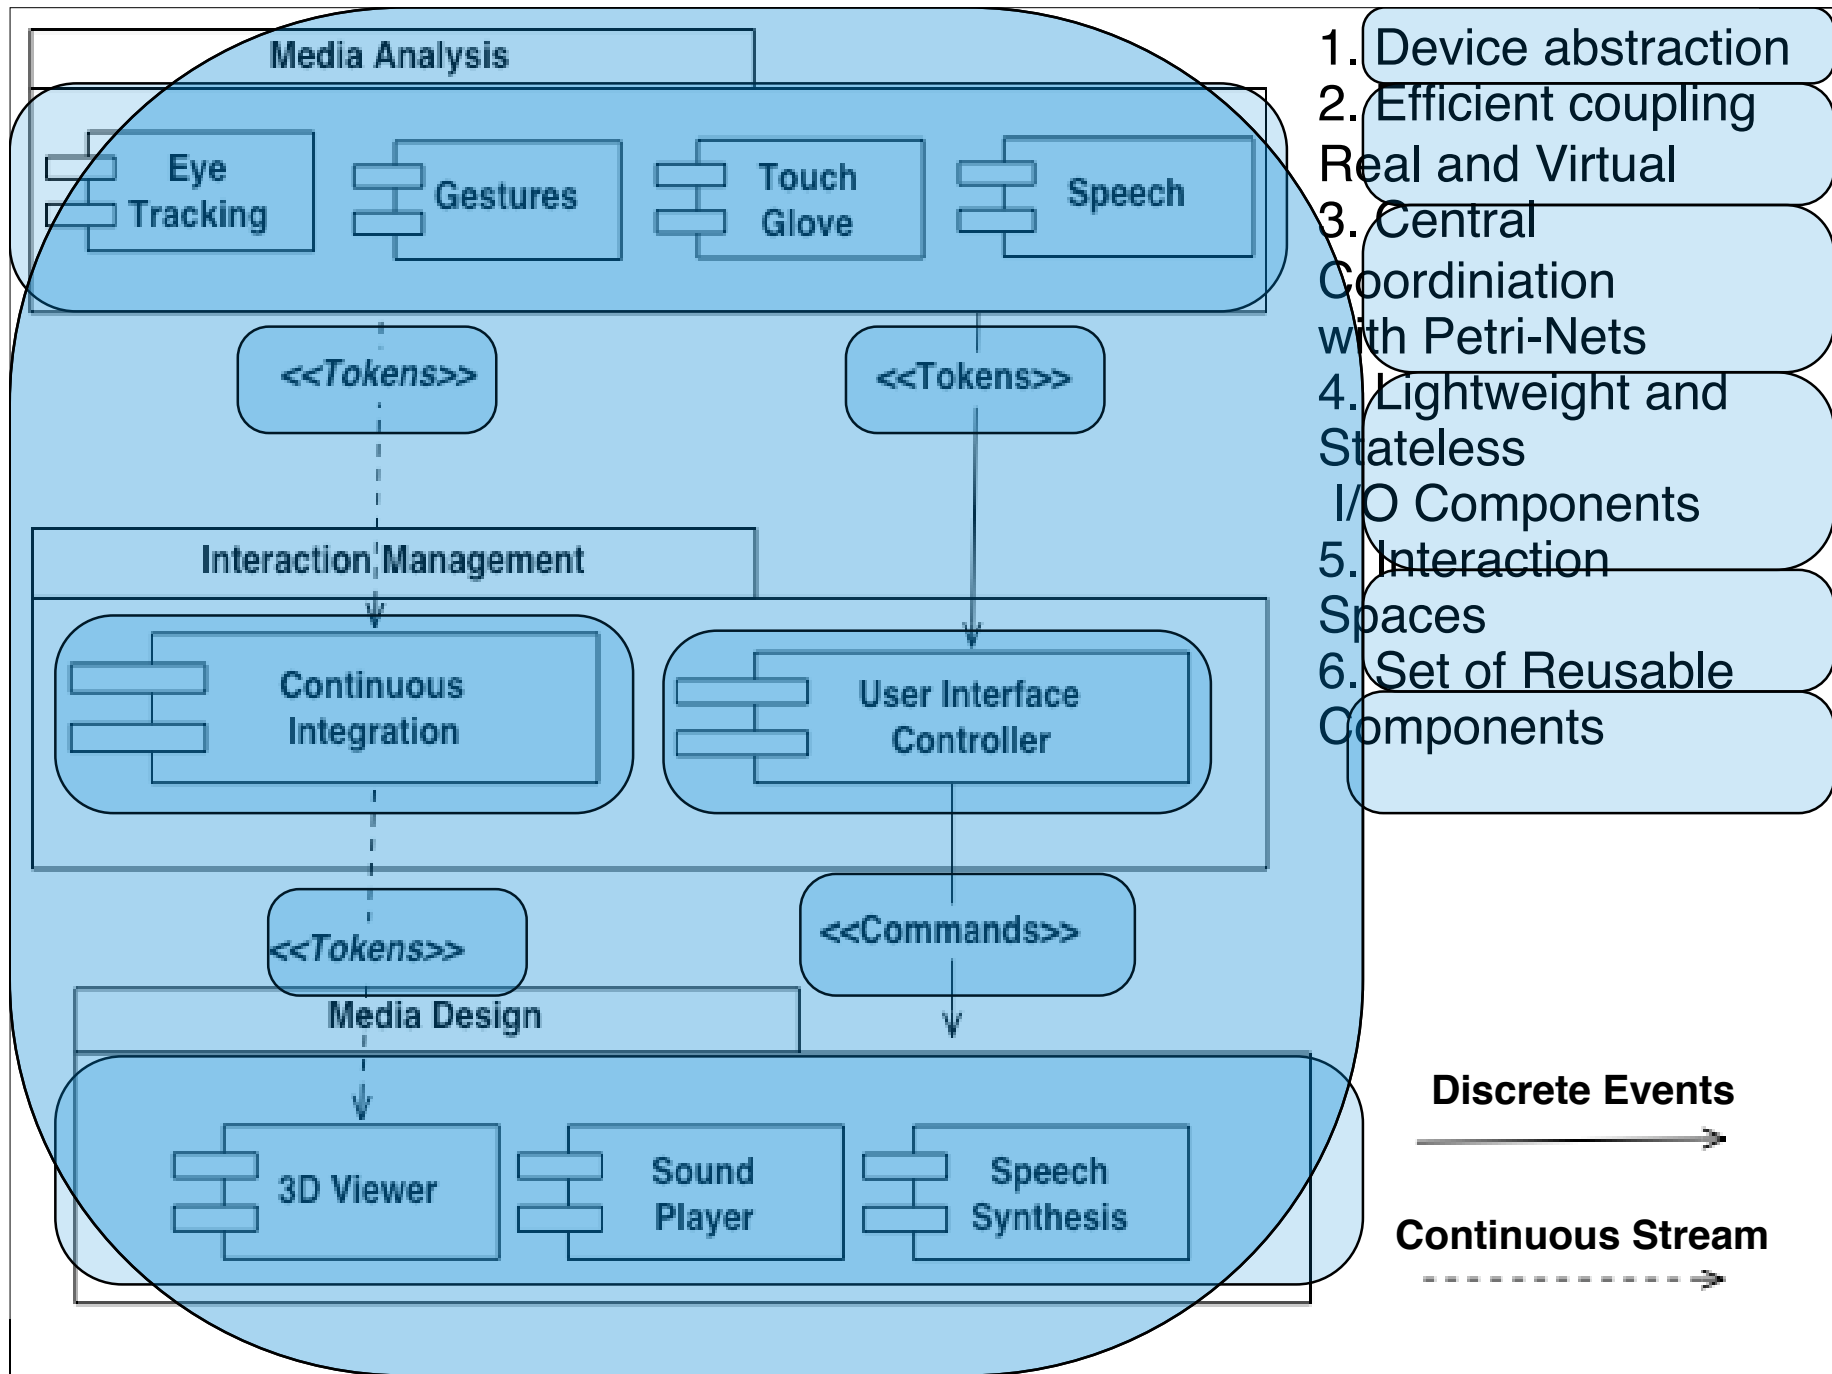 Media Analysis
Eye
Tracking
Gestures
Touch
Glove
Speech
<<Tokens>>
<<Tokens>>
Interaction Management
Continuous
Integration
User Interface
Controller
<<Tokens>>
<<Commands>>
Media Design
3D Viewer
Sound
Player
Speech
Synthesis
1. Device abstraction
2. Efficient coupling
Real and Virtual
3. Central
Coordiniation
with Petri-Nets
4. Lightweight and
Stateless
I/O Components
5. Interaction
Spaces
6. Set of Reusable
Components
Discrete Events
Continuous Stream